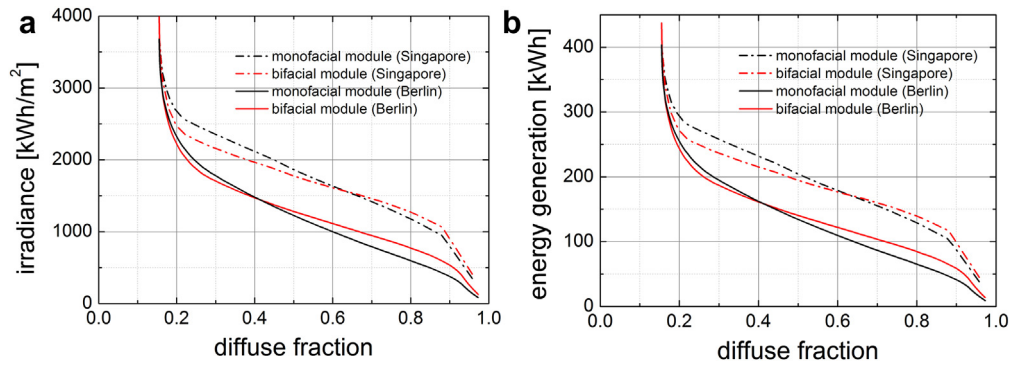 a
irradiance [kWh/m²]
4000
3000
2000
1000
0
monofacial module (Singapore)
bifacial module (Singapore)
monofacial module (Berlin)
bifacial module (Berlin)
0.0 0.2 0.4 0.6 0.8 1.0
diffuse fraction
b
energy generation [kWh]
400
300
200
100
0
monofacial module (Singapore)
bifacial module (Singapore)
monofacial module (Berlin)
bifacial module (Berlin)
0.0 0.2 0.4 0.6 0.8 1.0
diffuse fraction